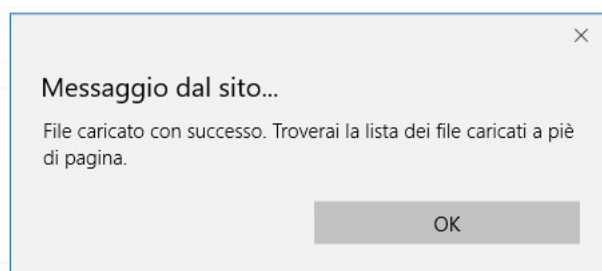 Messaggio dal sito...
File caricato con successo. Troverai la lista dei file caricati a piè
di pagina.
OK